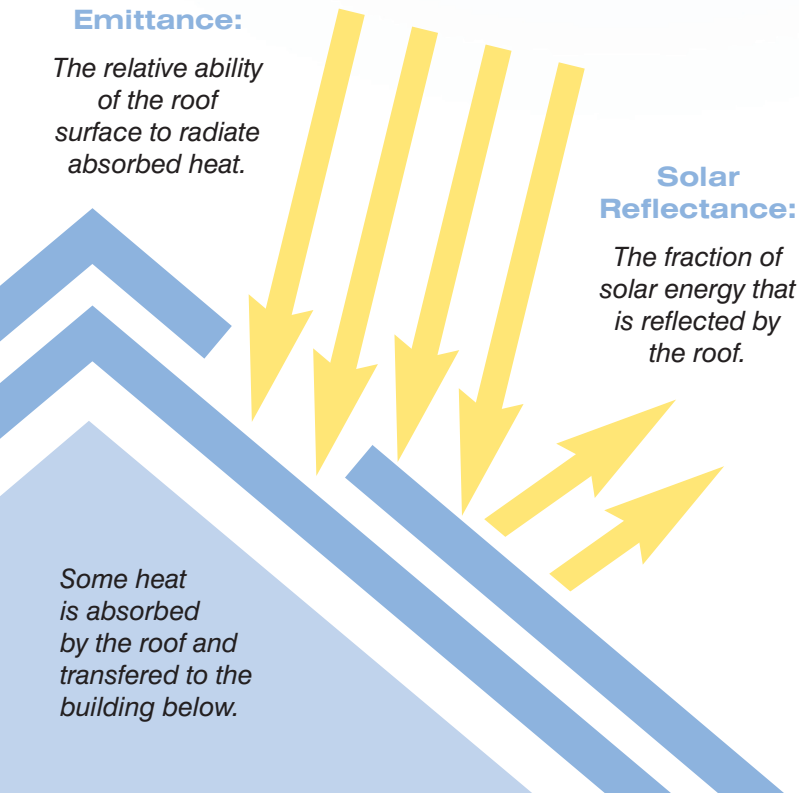 Emittance:
The relative ability
of the roof
surface to radiate
absorbed heat.
Solar
Reflectance:
The fraction of
solar energy that
is reflected by
the roof.
Some heat
is absorbed
by the roof and
transfered to the
building below.